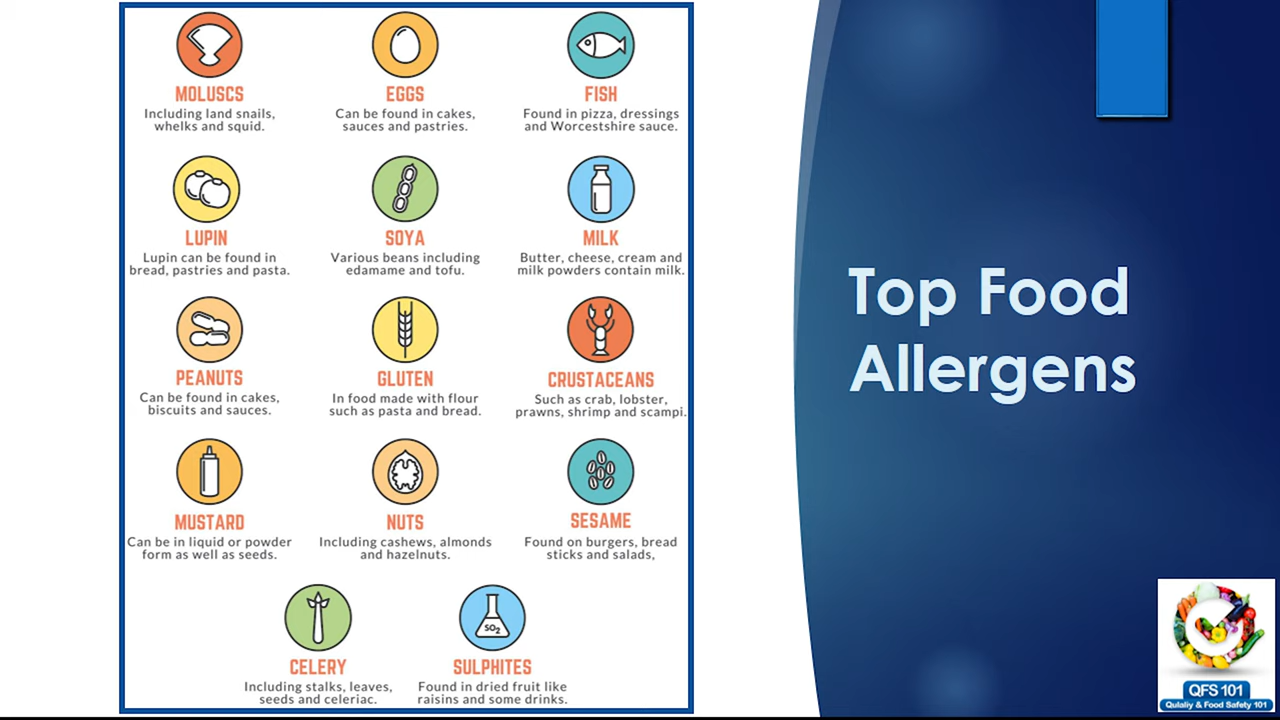 MOLUSCS
Including land snails,
whelks and squid.
EGGS
Can be found in cakes,
sauces and pastries.
FISH
Found in pizza, dressings
and Worcestshire sauce.
LUPIN
Lupin can be found in
bread, pastries and pasta.
SOYA
Various beans including
edamame and tofu.
MILK
Butter, cheese, cream and
milk powders contain milk.
PEANUTS
Can be found in cakes,
biscuits and sauces.
GLUTEN
In food made with flour
such as pasta and bread.
CRUSTACEANS
Such as crab, lobster,
prawns, shrimp and scampi.
MUSTARD
Can be in liquid or powder
form as well as seeds.
NUTS
Including cashews, almonds
and hazelnuts.
SESAME
Found on burgers, bread
sticks and salads,
CELERY
Including stalks, leaves,
seeds and celeriac.
SO2
SULPHITES
Found in dried fruit like
raisins and some drinks.
Top Food
Allergens
QFS 101
Qulaliy & Food Safety 101